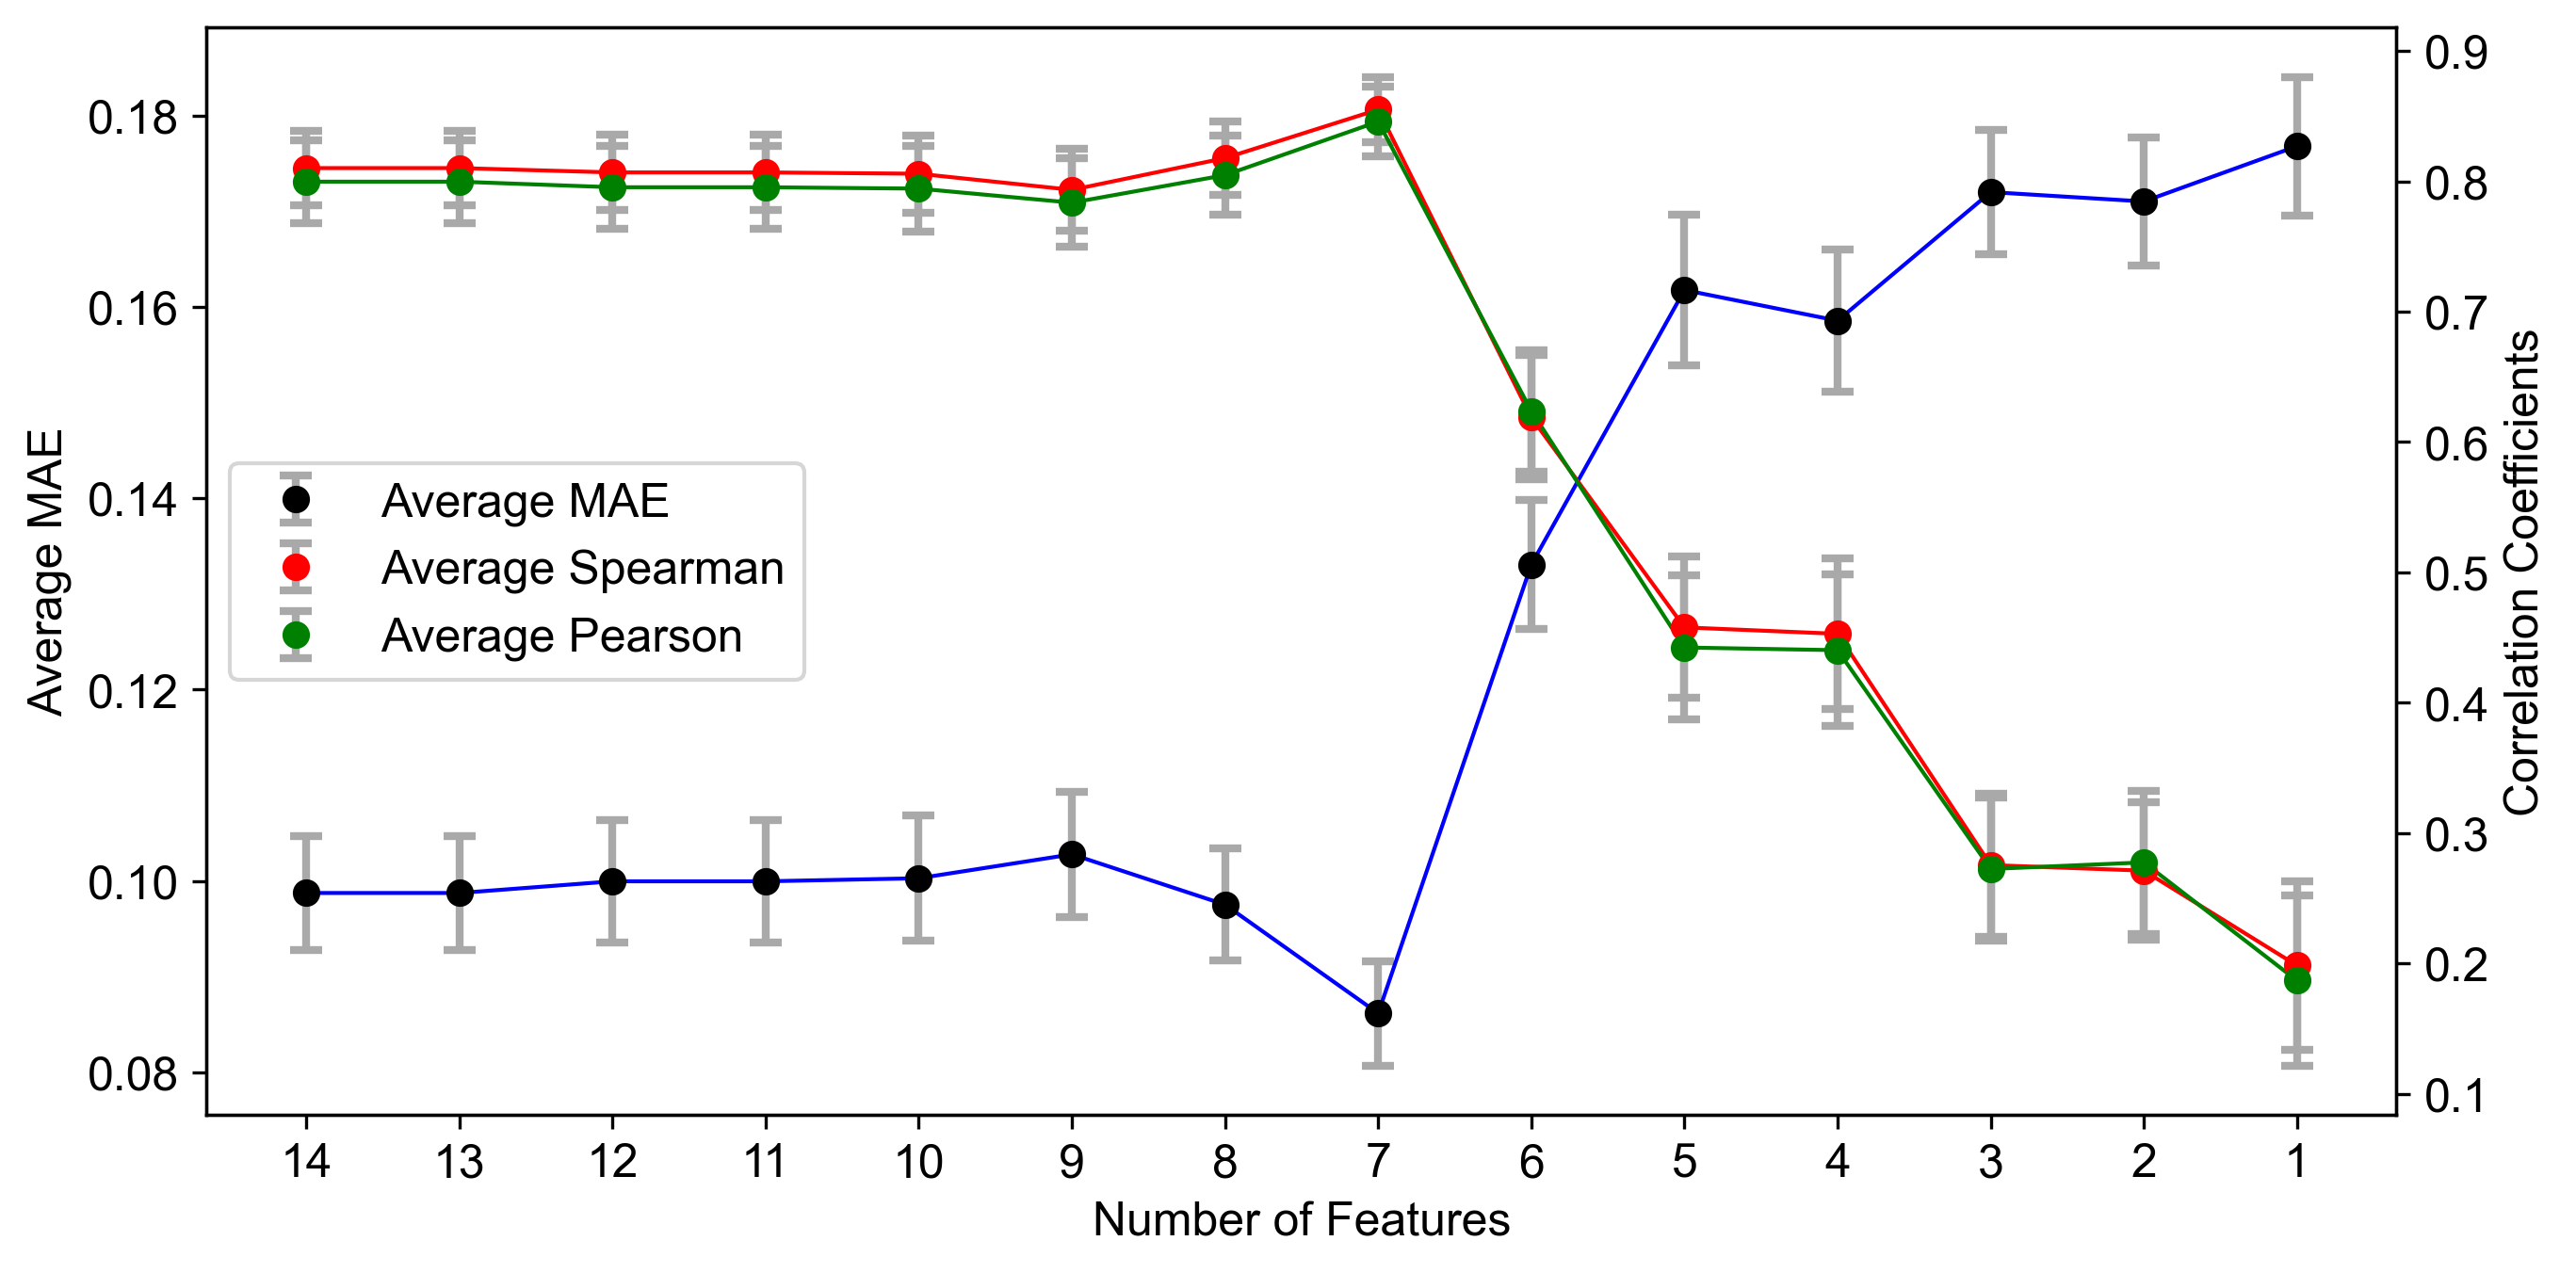 0.18
0.16
0.14
0.12
0.10
0.08
Average MAE
Average MAE
Average Spearman
Average Pearson
0.9
0.8
0.7
0.6
0.5
0.4
0.3
0.2
0.1
Correlation Coefficients
14 13 12 11 10 9 8 7 6 5 4 3 2 1
Number of Features